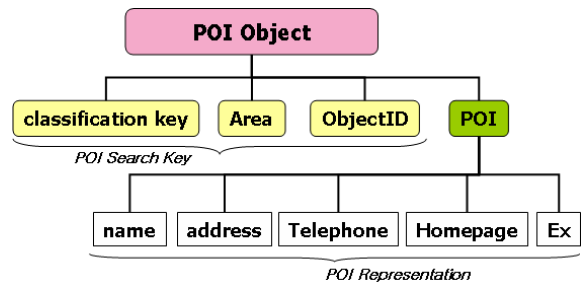 POI Object
classification key Area ObjectID POI
POI Search Key
name address Telephone Homepage Ex
POI Representation